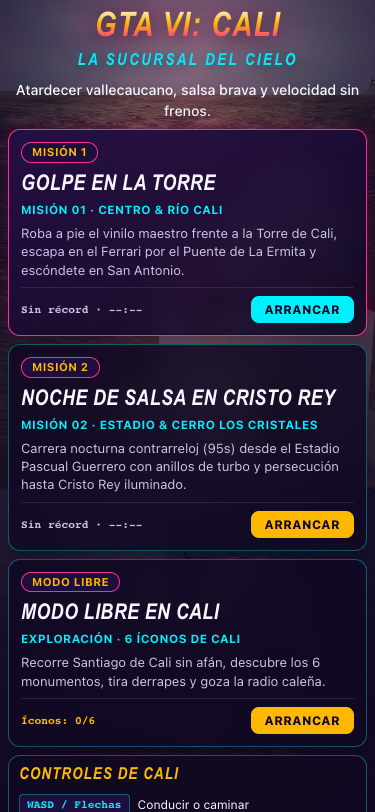 GTA VI: CALI
LA SUCURSAL DEL CIELO
Atardecer vallecaucano, salsa brava y velocidad sin
frenos.
MISIÓN 1
GOLPE EN LA TORRE
MISIÓN 01 · CENTRO & RÍO CALI
Roba a pie el vinilo maestro frente a la Torre de Cali,
escapa en el Ferrari por el Puente de La Ermita y
escóndete en San Antonio.
Sin récord · --:--
ARRANCAR
MISIÓN 2
NOCHE DE SALSA EN CRISTO REY
MISIÓN 02 · ESTADIO & CERRO LOS CRISTALES
Carrera nocturna contrarreloj (95s) desde el Estadio
Pascual Guerrero con anillos de turbo y persecución
hasta Cristo Rey iluminado.
Sin récord · --:--
ARRANCAR
MODO LIBRE
MODO LIBRE EN CALI
EXPLORACIÓN · 6 ÍCONOS DE CALI
Recorre Santiago de Cali sin afán, descubre los 6
monumentos, tira derrapes y goza la radio caleña.
Íconos: 0/6
ARRANCAR
CONTROLES DE CALI
WASD / Flechas Conducir o caminar